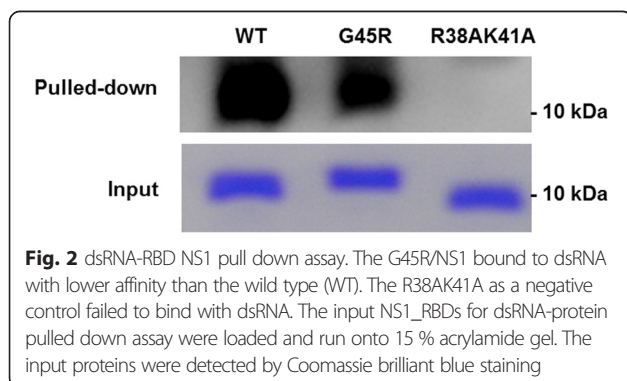 WT G45R R38AK41A
Pulled-down
- 10 kDa
Input
- 10 kDa
Fig. 2 dsRNA-RBD NS1 pull down assay. The G45R/NS1 bound to dsRNA
with lower affinity than the wild type (WT). The R38AK41A as a negative
control failed to bind with dsRNA. The input NS1_RBDs for dsRNA-protein
pulled down assay were loaded and run onto 15 % acrylamide gel. The
input proteins were detected by Coomassie brilliant blue staining